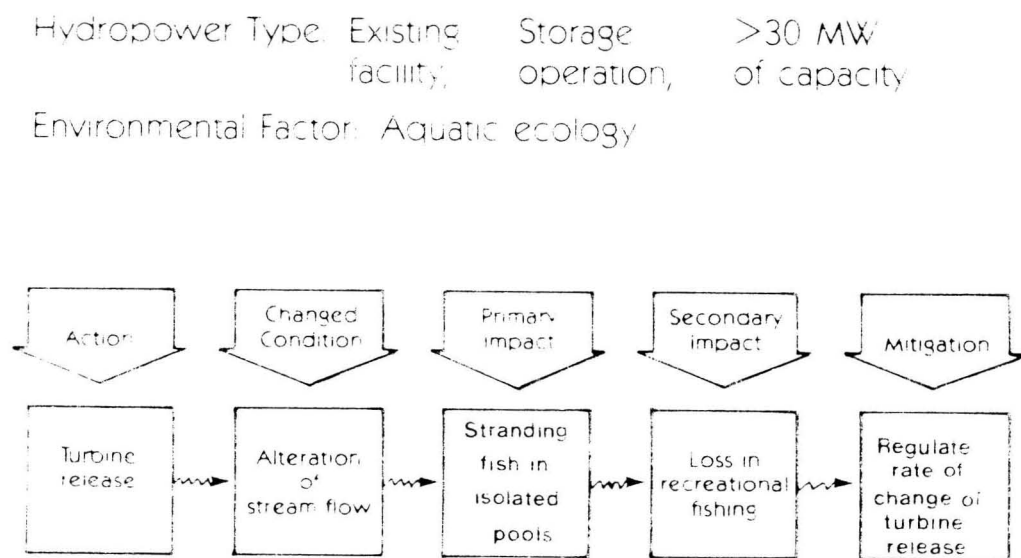 Hydropower Type: Existing Storage >30 MW
facility, operation, of capacity
Environmental Factor: Aquatic ecology
Action
Changed
Condition
Primary
impact
Secondary
impact
Mitigation
Turbine
release
Alteration
of
stream flow
Stranding
fish in
isolated
pools
Loss in
recreational
fishing
Regulate
rate of
change of
turbine
release